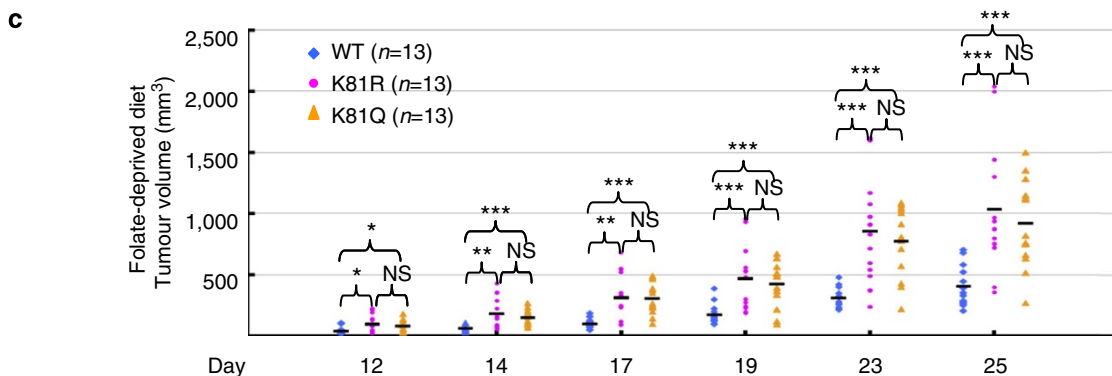 c
Folate-deprived diet
Tumour volume (mm³)
2,500
2,000
1,500
1,000
500
WT (n=13)
K81R (n=13)
K81Q (n=13)
*
* NS
***
** NS
***
** NS
***
*** NS
***
*** NS
***
*** NS
Day 12 14 17 19 23 25